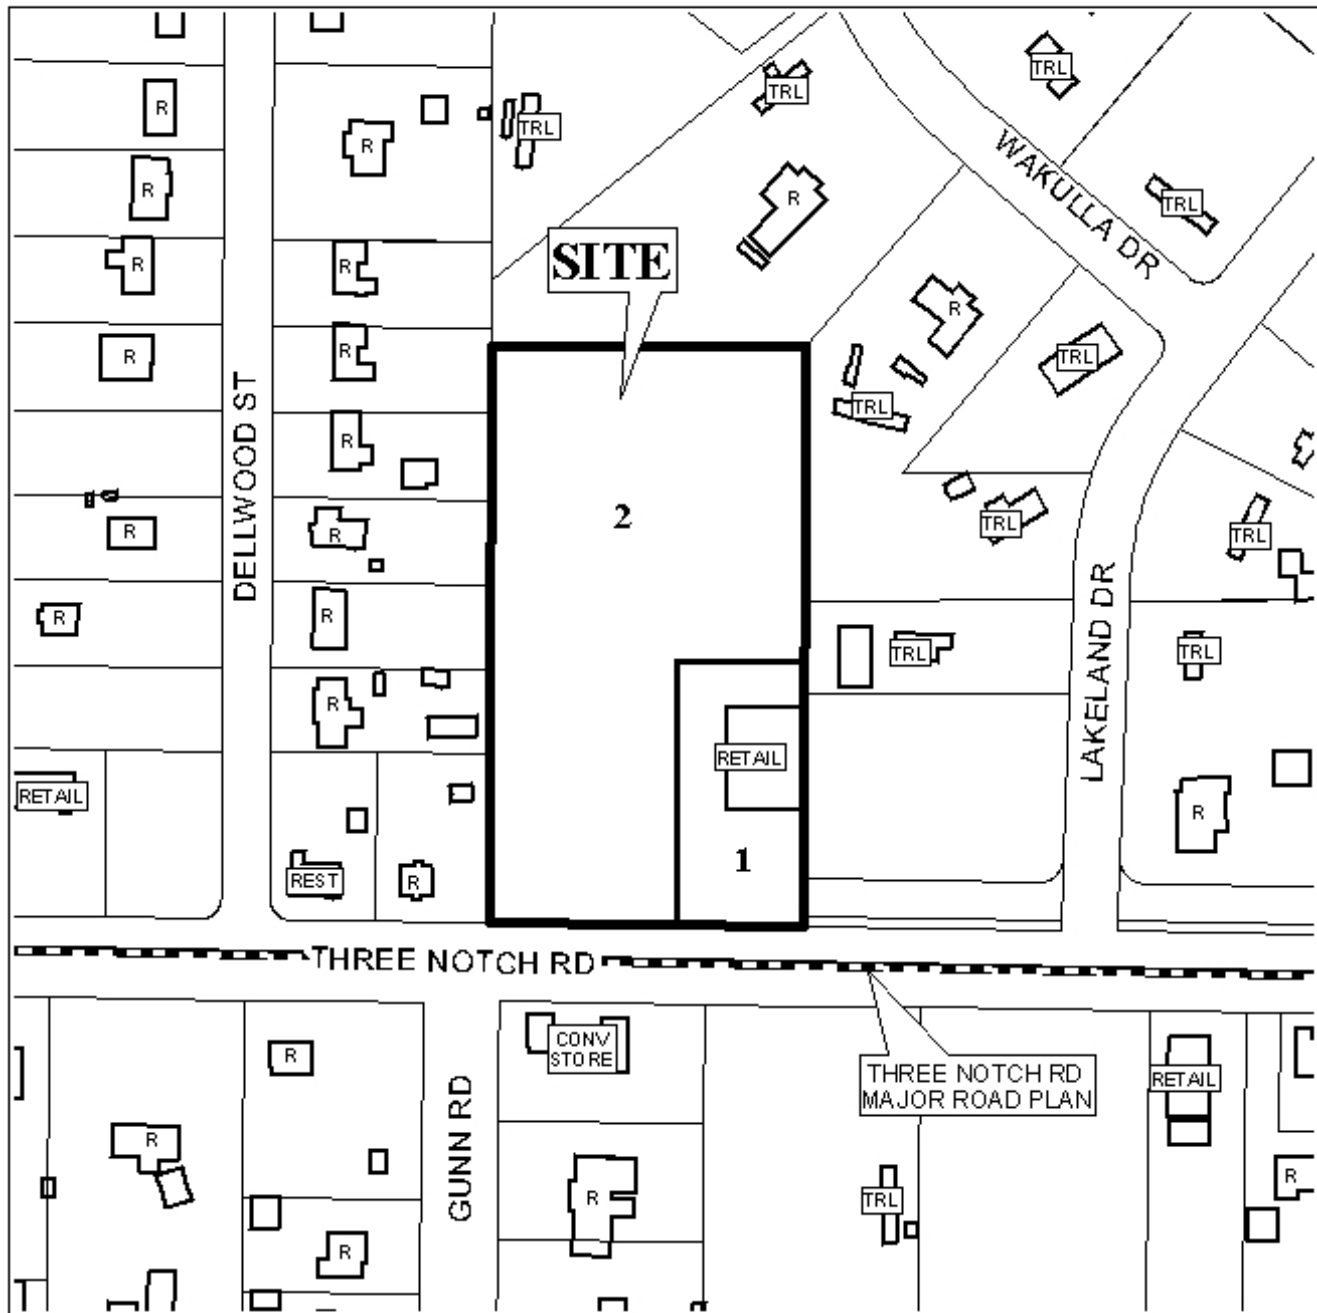 R
TRL
TRL
TRL
R
R
TRL
R
R
WAKULLA DR
R
R
SITE
R
R
R
TRL
TRL
R
DELLWOOD ST
2
R
TRL
TRL
R
R
R
LAKELAND DR
TRL
TRL
R
RETAIL
RETAIL
R
1
REST
R
THREE NOTCH RD
CONV
STORE
R
THREE NOTCH RD
MAJOR ROAD PLAN
RETAIL
GUNN RD
R
R
TRL
R
R